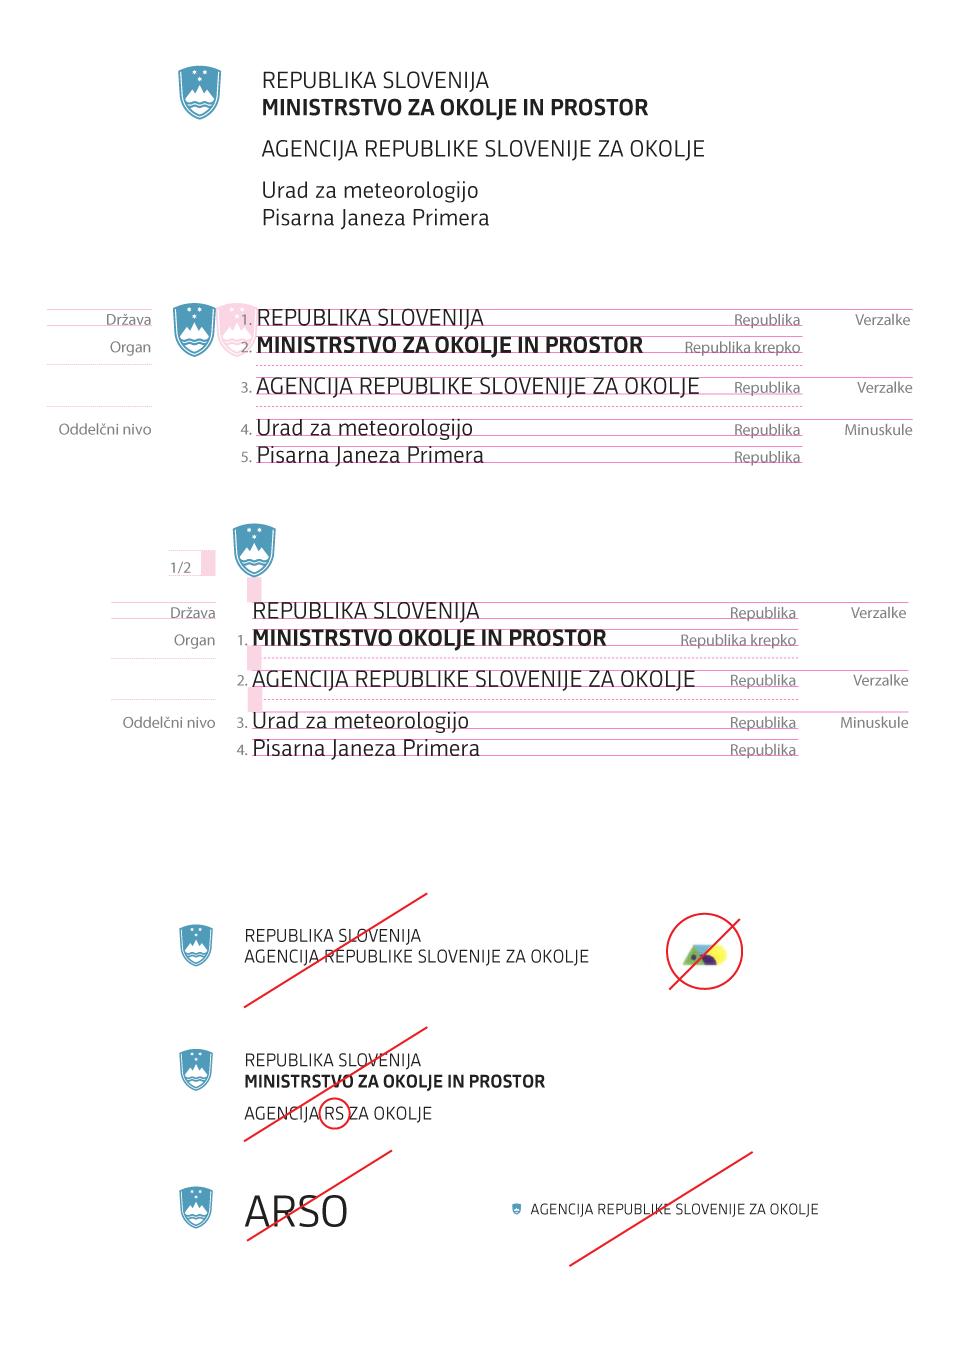 REPUBLIKA SLOVENIJA
MINISTRSTVO ZA OKOLJE IN PROSTOR
AGENCIJA REPUBLIKE SLOVENIJE ZA OKOLJE
Urad za meteorologijo
Pisarna Janeza Primera
Država 1. REPUBLIKA SLOVENIJA Republika Verzalke
Organ 2. MINISTRSTVO ZA OKOLJE IN PROSTOR Republika krepko
3. AGENCIJA REPUBLIKE SLOVENIJE ZA OKOLJE Republika Verzalke
Oddelčni nivo 4. Urad za meteorologijo Republika Minuskule
5. Pisarna Janeza Primera Republika
1/2
Država REPUBLIKA SLOVENIJA Republika Verzalke
Organ 1. MINISTRSTVO OKOLJE IN PROSTOR Republika krepko
2. AGENCIJA REPUBLIKE SLOVENIJE ZA OKOLJE Republika Verzalke
Oddelčni nivo 3. Urad za meteorologijo Republika Minuskule
4. Pisarna Janeza Primera Republika
REPUBLIKA SLOVENIJA
AGENCIJA REPUBLIKE SLOVENIJE ZA OKOLJE
REPUBLIKA SLOVENIJA
MINISTRSTVO ZA OKOLJE IN PROSTOR
AGENCIJA RS ZA OKOLJE
ARSO
AGENCIJA REPUBLIKE SLOVENIJE ZA OKOLJE